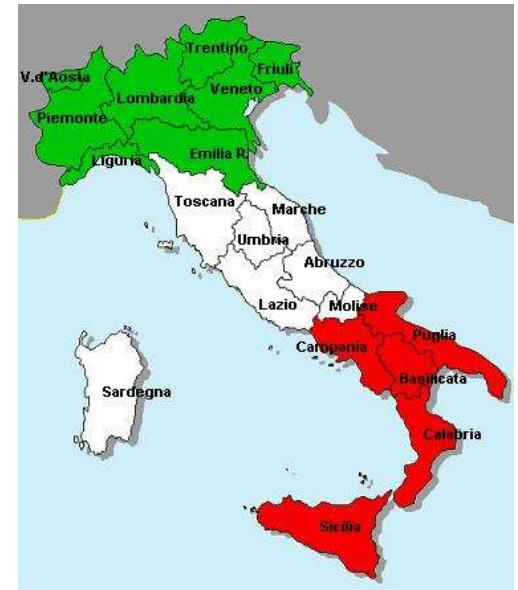 Trentino
Friuli
V.d'Aosta
Veneto
Lombardia
Piemonte
Emilia R.
Liguria
Toscana
Marche
Umbria
Abruzzo
Lazio
Molise
Puglia
Campania
Basilicata
Sardegna
Calabria
Sicilia